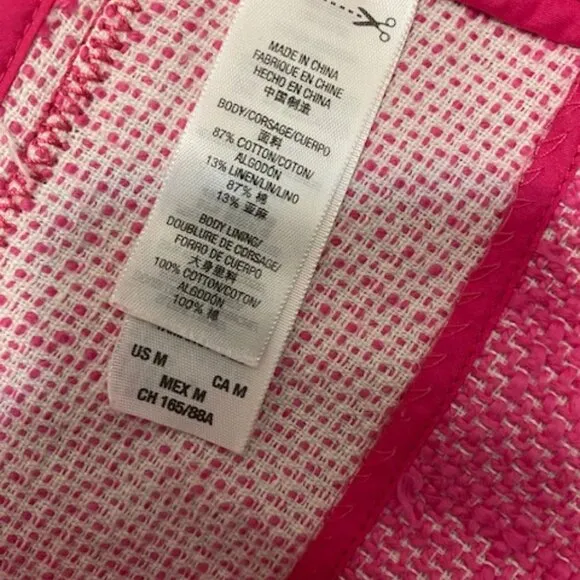 MADE IN CHINA
FABRIQUE EN CHINE
HECHO EN CHINA
中国制造
BODY/CORSAGE/CUERPO
面料
87% COTTON/COTON/
ALGODÓN
13% LINEN/LIN/LINO
87% 棉
13% 亚麻
BODY LINING/
DOUBLURE DE CORSAGE/
FORRO DE CUERPO
大身里料
100% COTTON/COTON/
ALGODÓN
100% 棉
US M CA M
MEX M
CH 165/88A